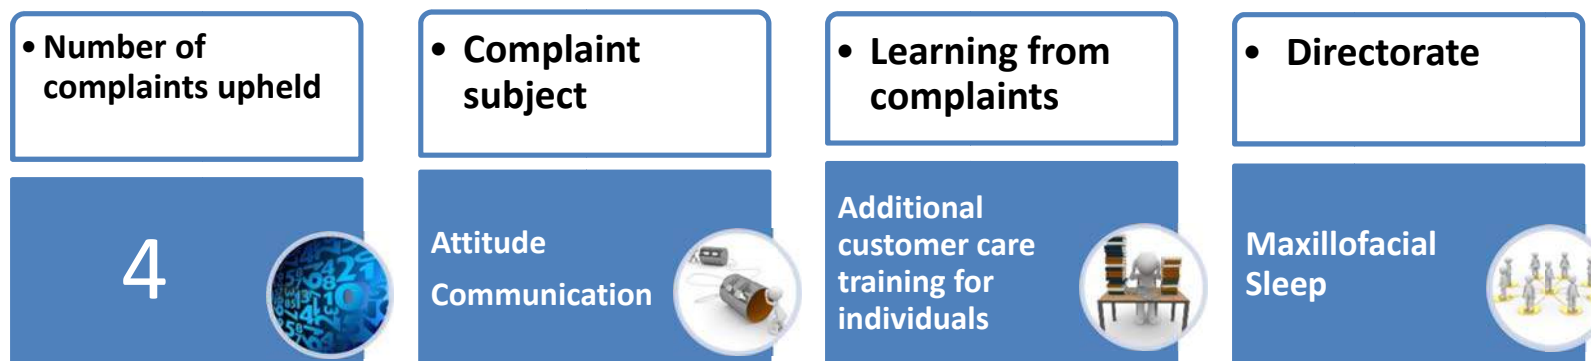 • Number of
complaints upheld
4
• Complaint
subject
Attitude
Communication
• Learning from
complaints
Additional
customer care
training for
individuals
• Directorate
Maxillofacial
Sleep